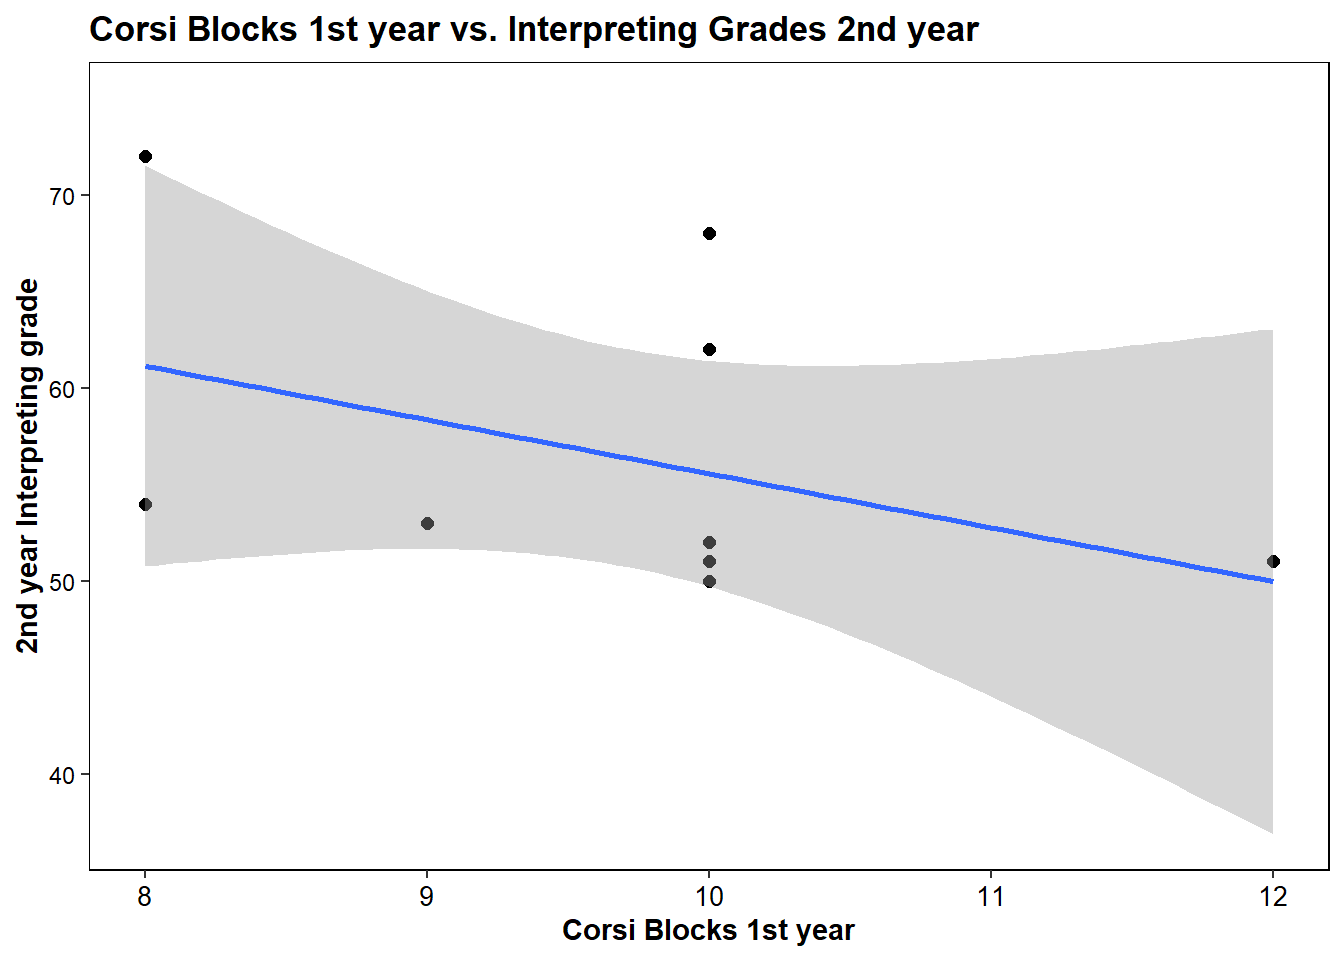 Corsi Blocks 1st year vs. Interpreting Grades 2nd year
2nd year Interpreting grade
70
60
50
40
8 9 10 11 12
Corsi Blocks 1st year